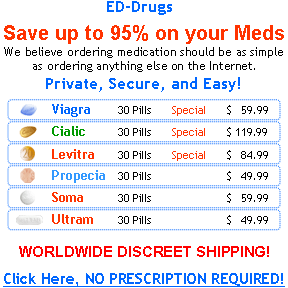 ED-Drugs
Save up to 95% on your Meds
We believe ordering medication should be as simple
as ordering anything else on the Internet.
Private, Secure, and Easy!
Viagra 30 Pills Special $ 59.99
Cialic 30 Pills Special $ 119.99
Levitra 30 Pills Special $ 84.99
Propecia 30 Pills $ 49.99
Soma 30 Pills $ 59.99
Ultram 30 Pills $ 49.99
WORLDWIDE DISCREET SHIPPING!
Click Here, NO PRESCRIPTION REQUIRED!